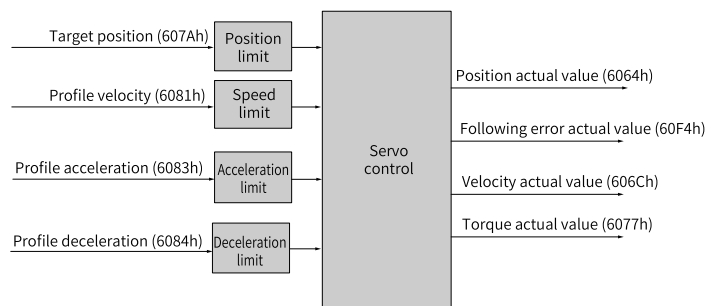 Target position (607Ah)
Position
limit
Profile velocity (6081h)
Speed
limit
Profile acceleration (6083h)
Acceleration
limit
Profile deceleration (6084h)
Deceleration
limit
Servo
control
Position actual value (6064h)
Following error actual value (60F4h)
Velocity actual value (606Ch)
Torque actual value (6077h)